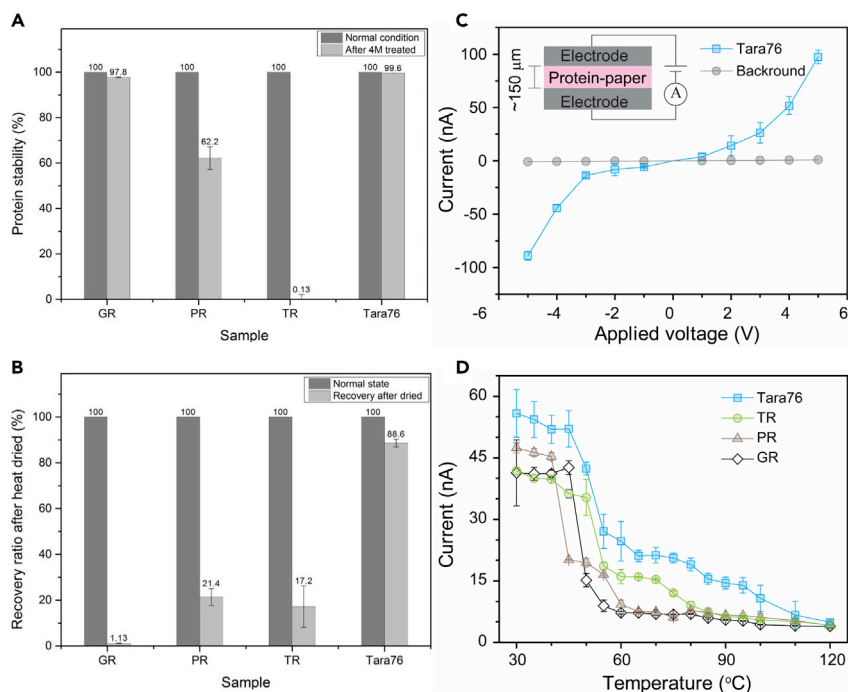 A
Normal condition
After 4M treated
Protein stability (%)
100
80
60
40
20
0
100
97.8
100
62.2
100
0.13
100
99.6
GR
PR
TR
Tara76
Sample
B
Normal state
Recovery after dried
Recovery ratio after heat dried (%)
100
80
60
40
20
0
100
1.13
100
21.4
100
17.2
100
88.6
GR
PR
TR
Tara76
Sample
C
~150 μm
Electrode
Protein-paper
Electrode
A
Tara76
Backround
Current (nA)
100
50
0
-50
-100
-6
-4
-2
0
2
4
6
Applied voltage (V)
D
Tara76
TR
PR
GR
Current (nA)
60
45
30
15
0
30
60
90
120
Temperature (°C)